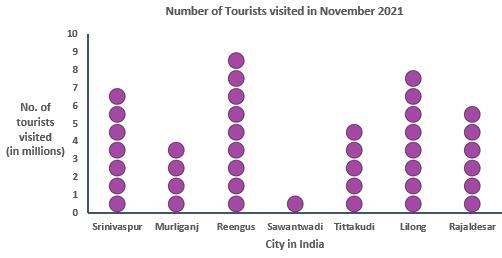 Number of Tourists visited in November 2021
10
9
8
7
6
5
4
3
2
1
0
No. of
tourists
visited
(in millions)
Srinivaspur Murliganj Reengus Sawantwadi Tittakudi Lilong Rajaldesar
City in India